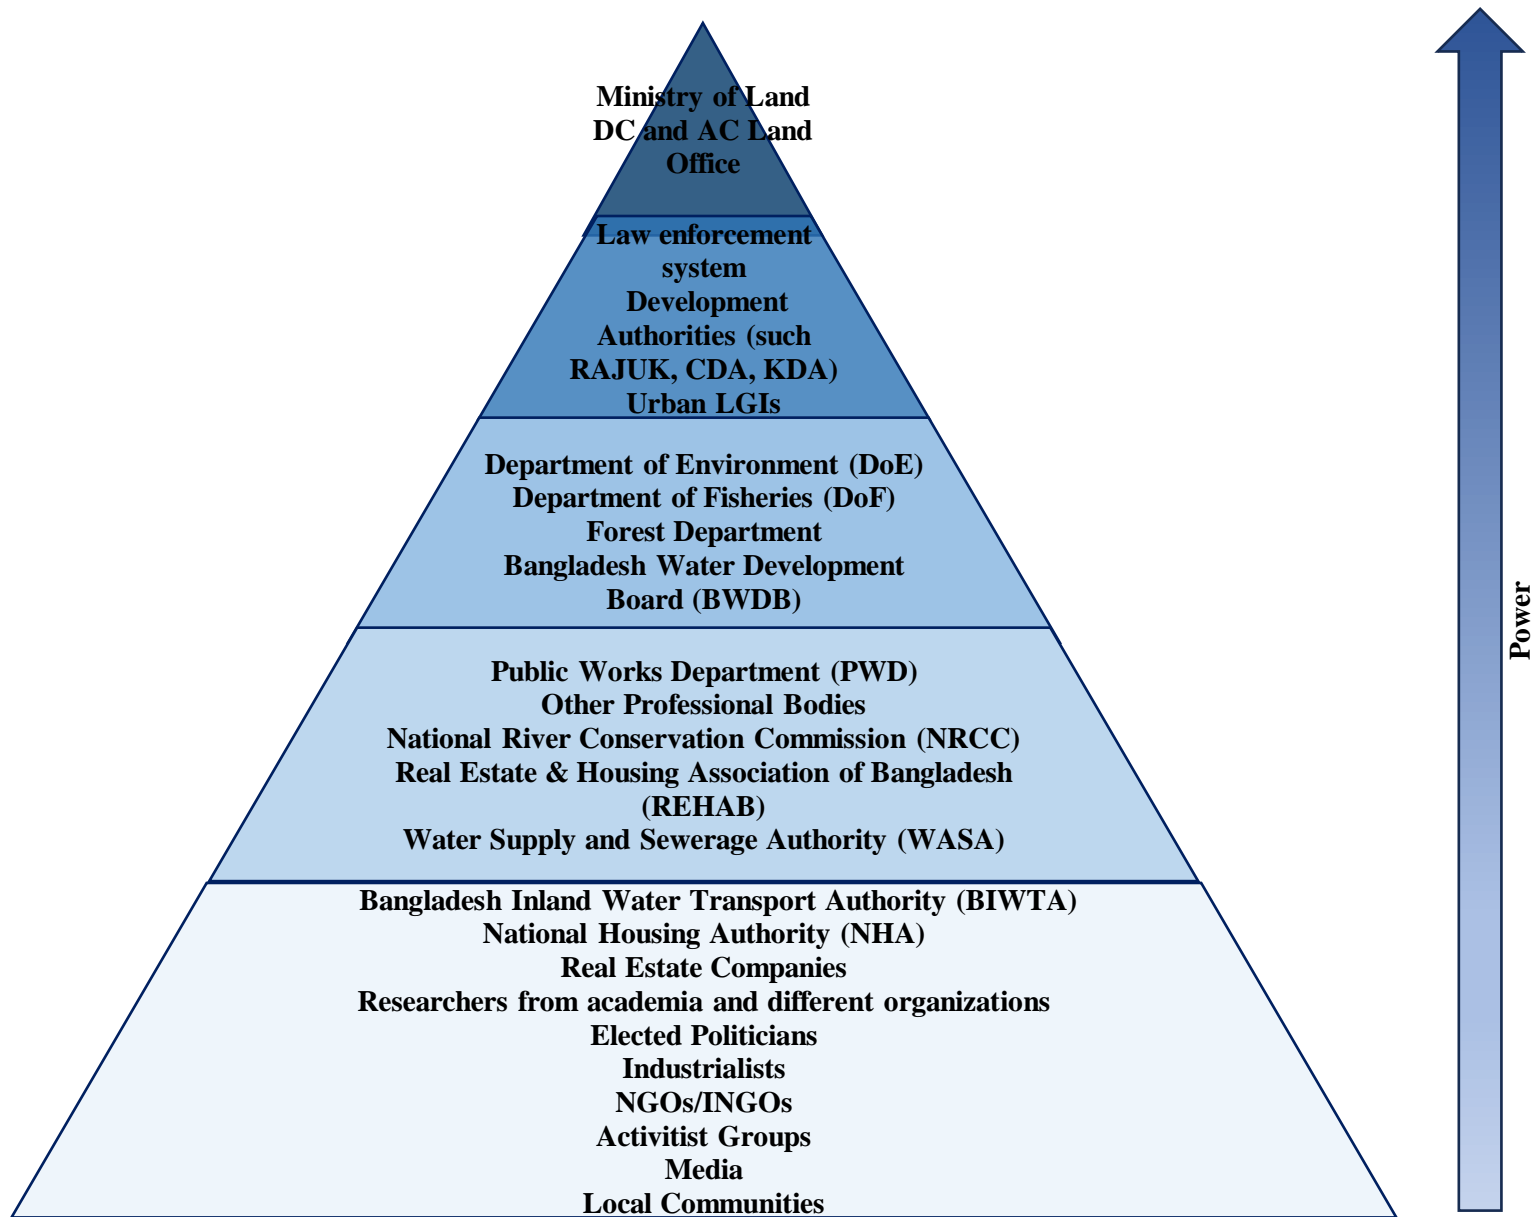 Ministry of Land
DC and AC Land
Office
Law enforcement
system
Development
Authorities (such
RAJUK, CDA, KDA)
Urban LGIs
Department of Environment (DoE)
Department of Fisheries (DoF)
Forest Department
Bangladesh Water Development
Board (BWDB)
Public Works Department (PWD)
Other Professional Bodies
National River Conservation Commission (NRCC)
Real Estate & Housing Association of Bangladesh
(REHAB)
Water Supply and Sewerage Authority (WASA)
Bangladesh Inland Water Transport Authority (BIWTA)
National Housing Authority (NHA)
Real Estate Companies
Researchers from academia and different organizations
Elected Politicians
Industrialists
NGOs/INGOs
Activitist Groups
Media
Local Communities
Power